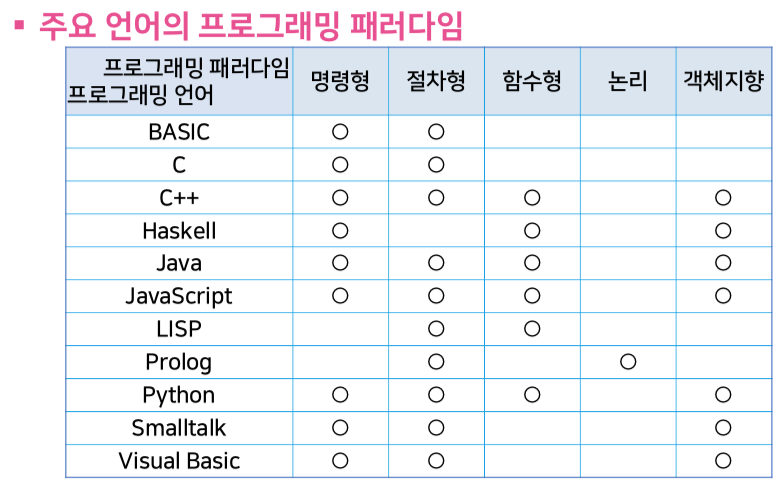 ▪ 주요 언어의 프로그래밍 패러다임
프로그래밍 패러다임
프로그래밍 언어 명령형 절차형 함수형 논리 객체지향
BASIC ○ ○
C ○ ○
C++ ○ ○ ○ ○
Haskell ○ ○ ○
Java ○ ○ ○ ○
JavaScript ○ ○ ○ ○
LISP ○ ○
Prolog ○ ○
Python ○ ○ ○ ○
Smalltalk ○ ○ ○
Visual Basic ○ ○ ○